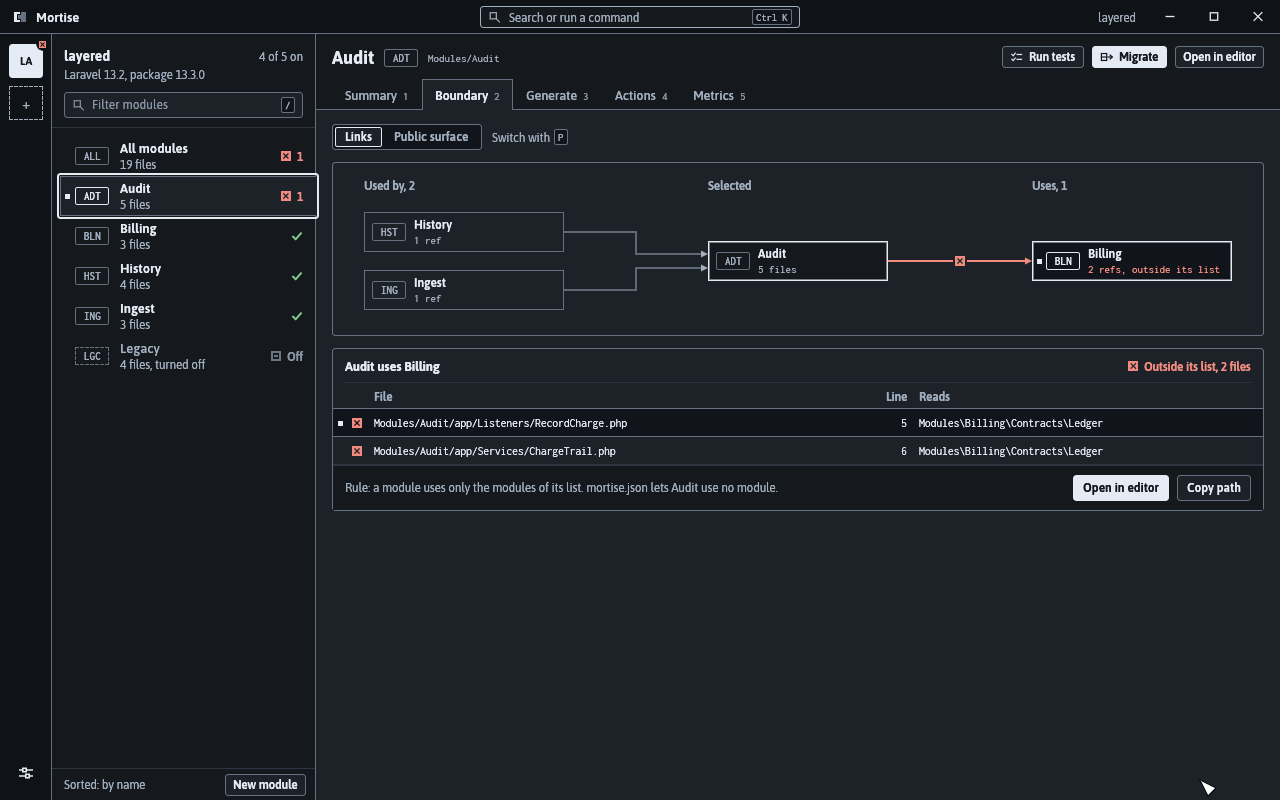 Mortise
Search or run a command
Ctrl K
layered
LA
+
layered
4 of 5 on
Laravel 13.2, package 13.3.0
Filter modules
/
ALL
All modules
19 files
1
ADT
Audit
5 files
1
BLN
Billing
3 files
HST
History
4 files
ING
Ingest
3 files
LGC
Legacy
4 files, turned off
Off
Sorted: by name
New module
Audit
ADT
Modules/Audit
Run tests
Migrate
Open in editor
Summary 1
Boundary 2
Generate 3
Actions 4
Metrics 5
Links
Public surface
Switch with P
Used by, 2
Selected
Uses, 1
HST
History
1 ref
ING
Ingest
1 ref
ADT
Audit
5 files
BLN
Billing
2 refs, outside its list
Audit uses Billing
Outside its list, 2 files
File
Line
Reads
Modules/Audit/app/Listeners/RecordCharge.php
5
Modules\Billing\Contracts\Ledger
Modules/Audit/app/Services/ChargeTrail.php
6
Modules\Billing\Contracts\Ledger
Rule: a module uses only the modules of its list. mortise.json lets Audit use no module.
Open in editor
Copy path